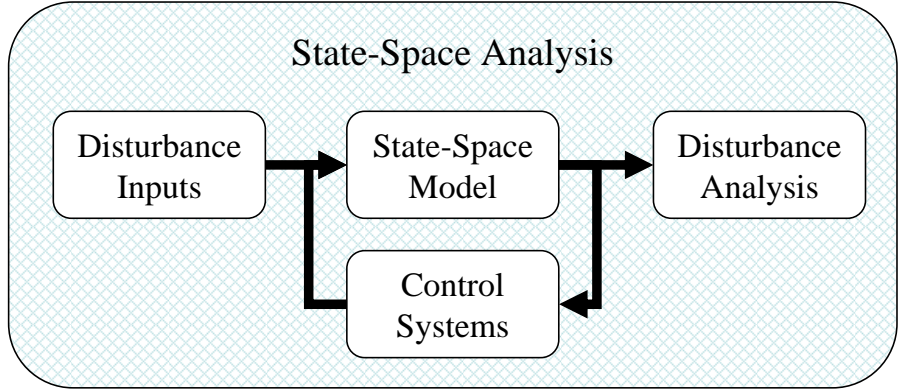 State-Space Analysis
Disturbance
Inputs
State-Space
Model
Disturbance
Analysis
Control
Systems